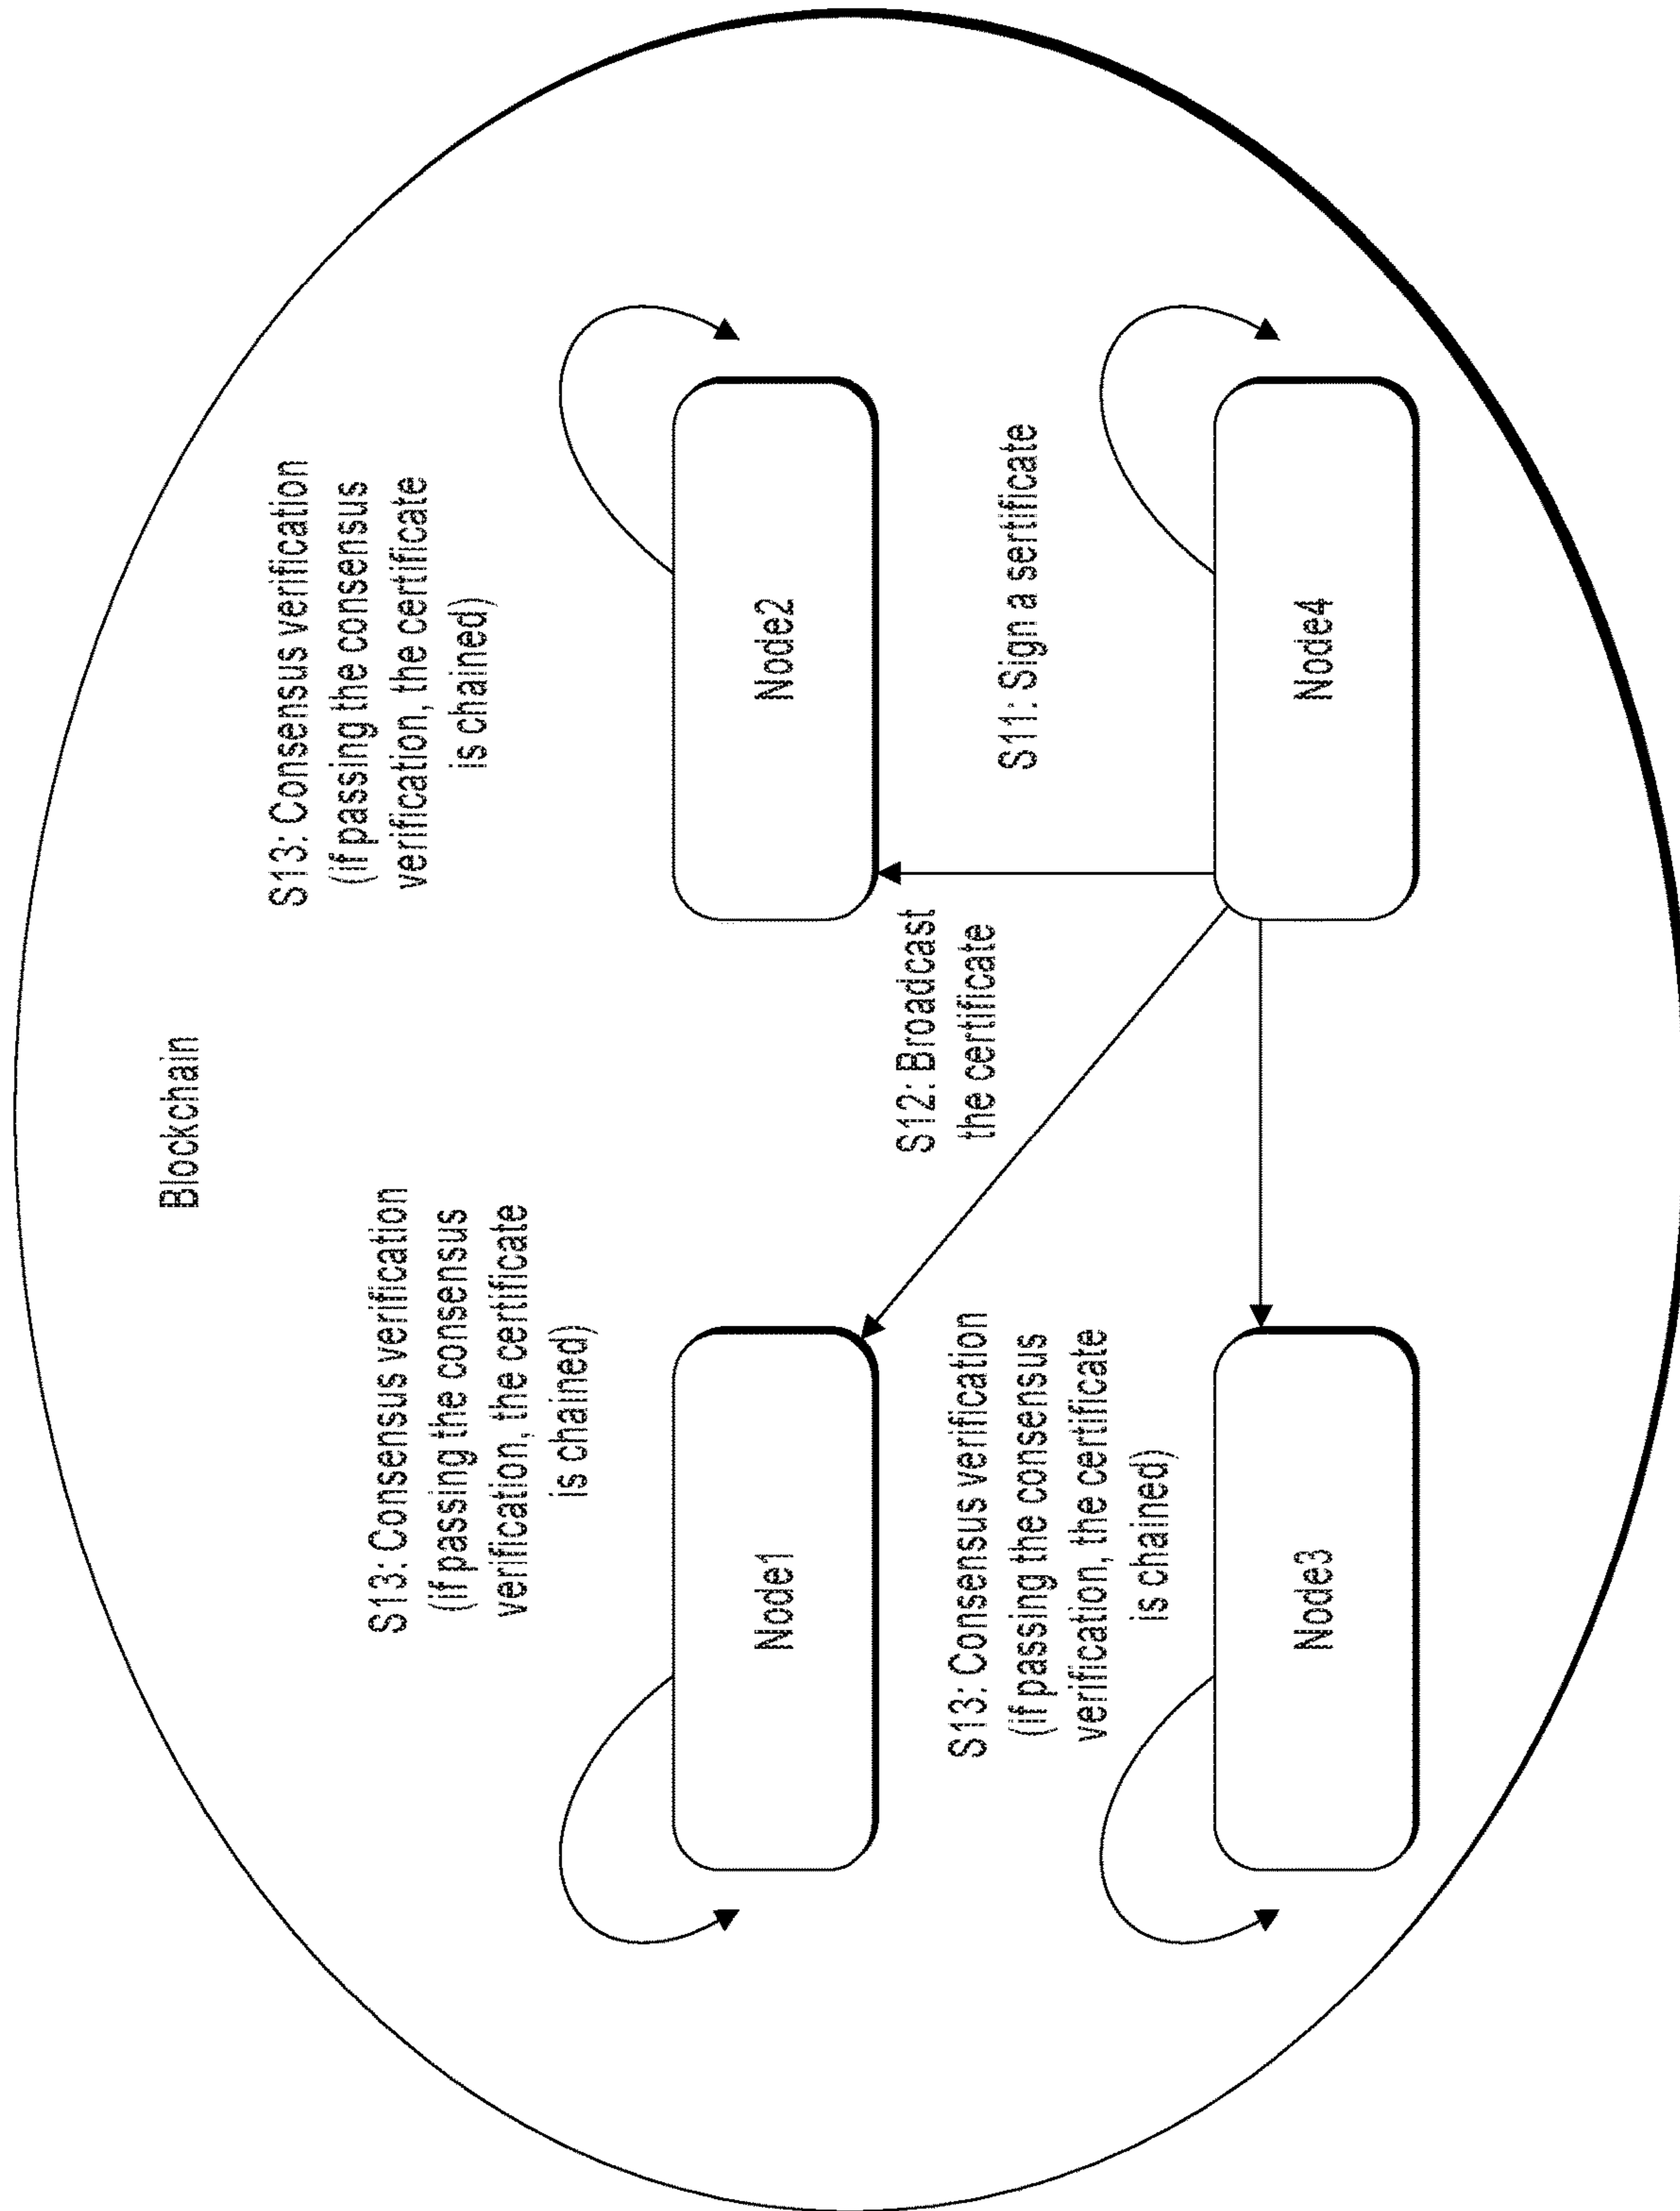 Blockchain
S13: Consensus verification
(if passing the consensus
verification, the certificate
is chained)
S13: Consensus verification
(if passing the consensus
verification, the certificate
is chained)
Node1
Node2
S12: Broadcast
the certificate
S11: Sign a sertificate
S13: Consensus verification
(if passing the consensus
verification, the certificate
is chained)
Node3
Node4